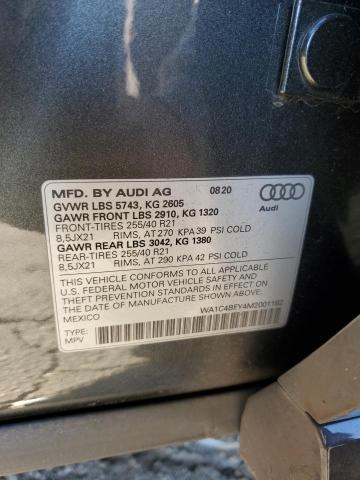 MFD. BY AUDI AG 08 20
GVWR LBS 5743, KG 2605
GAWR FRONT LBS 2910, KG 1320
FRONT-TIRES 255/40 R21
8,5JX21 RIMS, AT 270 KPA 39 PSI COLD
GAWR REAR LBS 3042, KG 1380
REAR-TIRES 255/40 R21
8,5JX21 RIMS, AT 290 KPA 42 PSI COLD
Audi
THIS VEHICLE CONFORMS TO ALL APPLICABLE
U.S. FEDERAL MOTOR VEHICLE SAFETY
AND THEFT PREVENTION STANDARDS IN EFFECT ON
THE DATE OF MANUFACTURE SHOWN ABOVE.
MEXICO
WA1C4BFY4M2001182
TYPE:
MPV